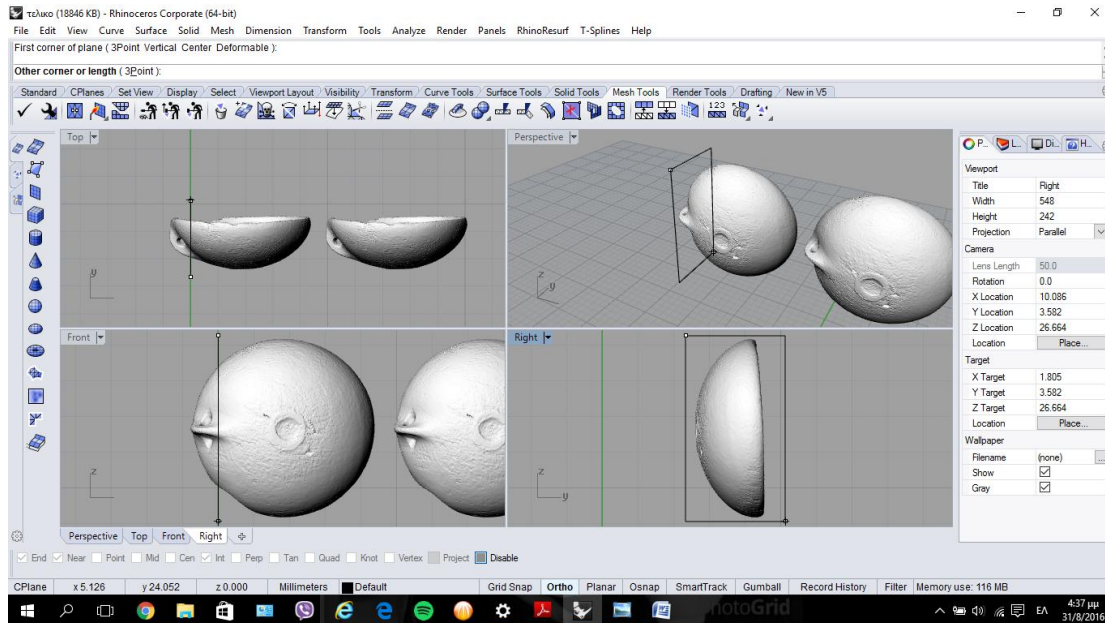 τελικο (18846 KB) - Rhinoceros Corporate (64-bit)
File Edit View Curve Surface Solid Mesh Dimension Transform Tools Analyze Render Panels RhinoResurf T-Splines Help
First corner of plane ( 3Point Vertical Center Deformable ):
Other corner or length ( 3Point ):
Standard CPlanes Set View Display Select Viewport Layout Visibility Transform Curve Tools Surface Tools Solid Tools Mesh Tools Render Tools Drafting New in V5
123
Top
Perspective
P... L... Di... H...
Viewport
Title Right
Width 548
Height 242
Projection Parallel
Camera
Lens Length 50.0
Rotation 0.0
X Location 10.086
Y Location 3.582
Z Location 26.664
Location Place...
Target
X Target 1.805
Y Target 3.582
Z Target 26.664
Location Place...
Wallpaper
Filename (none) ...
Show
Gray
y
z
y
Front
Right
z
z
y
Perspective Top Front Right
End Near Point Mid Cen Int Perp Tan Quad Knot Vertex Project Disable
CPlane x 5.126 y 24.052 z 0.000 Millimeters Default Grid Snap Ortho Planar Osnap SmartTrack Gumball Record History Filter Memory use: 116 MB
ΕΛ
4:37 μμ
31/8/2016